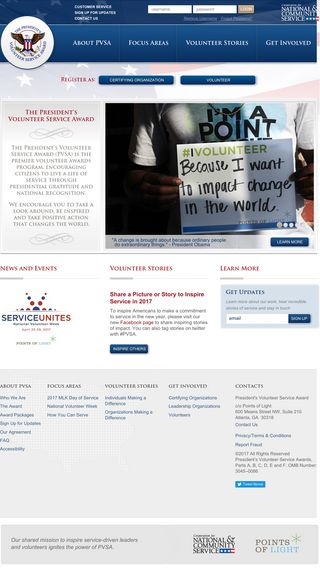 CUSTOMER SERVICE
SIGN UP FOR UPDATES
CONTACT US
username
password
LOGIN
Retrieve Username
Forgot Password?
Corporation for
NATIONAL &
COMMUNITY
SERVICE
THE PRESIDENT'S
VOLUNTEER SERVICE AWARD
About PVSA
Focus Areas
Volunteer Stories
Get Involved
Register as:
CERTIFYING ORGANIZATION
VOLUNTEER
The President's
Volunteer Service Award
The President's Volunteer
Service Award (PVSA) is the
premier volunteer awards
program, encouraging
citizens to live a life of
service through
presidential gratitude and
national recognition.
We encourage you to take a
look around, be inspired
and take positive action
that changes the world.
I'M A
POINT
#IVOLUNTEER
Because I want
to impact change
in the world.
"A change is brought about because ordinary people
do extraordinary things." - President Obama
LEARN MORE
News and Events
Volunteer Stories
Learn More
SERVICEUNITES
National Volunteer Week
April 23-29, 2017
POINTS OF LIGHT
Share a Picture or Story to Inspire
Service in 2017
To inspire Americans to make a commitment
to service in the new year, please visit our
new Facebook page to share inspiring stories
of impact. You can also tag stories on twitter
with #PVSA.
INSPIRE OTHERS
Get Updates
Learn more about our work, hear incredible
stories of service and stay in touch!
email
SIGN UP
ABOUT PVSA
Who We Are
The Award
Award Packages
Sign Up for Updates
Our Agreement
FAQ
Accessibility
FOCUS AREAS
2017 MLK Day of Service
National Volunteer Week
How You Can Serve
VOLUNTEER STORIES
Individuals Making a
Difference
Organizations Making a
Difference
GET INVOLVED
Certifying Organizations
Leadership Organizations
Volunteers
CONTACTS
President's Volunteer Service Award
c/o Points of Light
600 Means Street NW, Suite 210
Atlanta, GA 30318
Contact Us
Privacy/Terms & Conditions
Report Fraud
©2017 All Rights Reserved
President's Volunteer Service Awards,
Parts A, B, C, D, E and F. OMB Number:
3045–0086
Our shared mission to inspire service-driven leaders
and volunteers ignites the power of PVSA.
Corporation for
NATIONAL &
COMMUNITY
SERVICE
POINTS
OF LIGHT